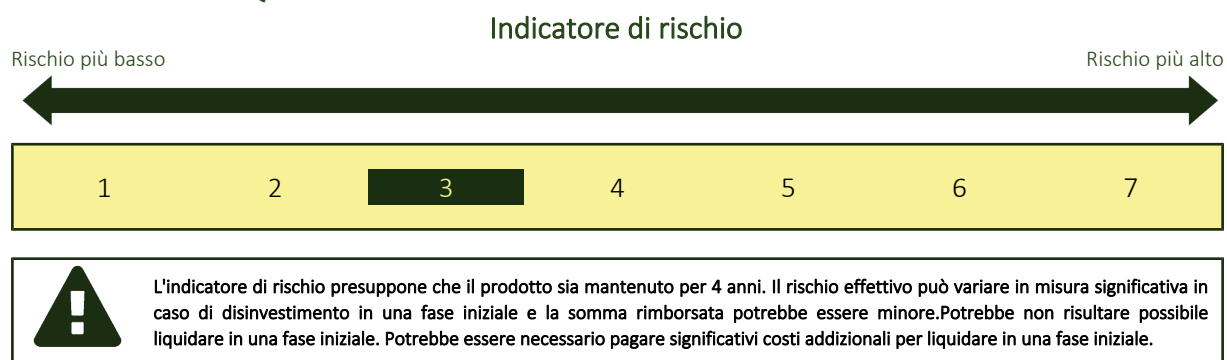 Indicatore di rischio
Rischio più basso
Rischio più alto
1 2 3 4 5 6 7
L'indicatore di rischio presuppone che il prodotto sia mantenuto per 4 anni. Il rischio effettivo può variare in misura significativa in
caso di disinvestimento in una fase iniziale e la somma rimborsata potrebbe essere minore.Potrebbe non risultare possibile
liquidare in una fase iniziale. Potrebbe essere necessario pagare significativi costi addizionali per liquidare in una fase iniziale.